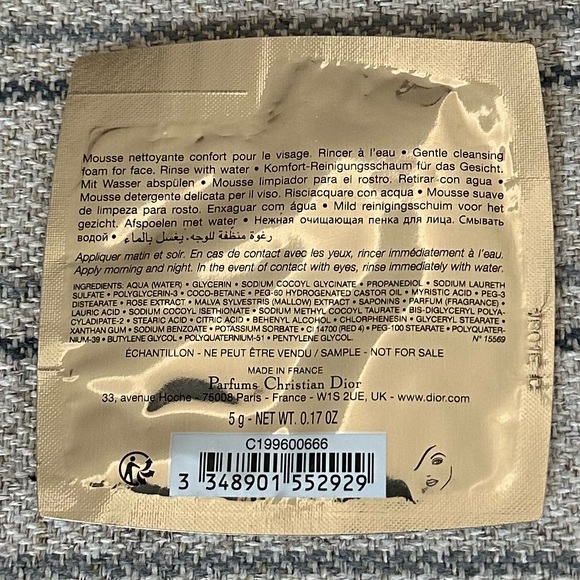 Mousse nettoyante confort pour le visage. Rincer à l'eau • Gentle cleansing
foam for face. Rinse with water • Komfort-Reinigungsschaum für das Gesicht.
Mit Wasser abspülen • Mousse limpiador para el rostro. Retirar con agua •
Mousse detergente delicata per il viso. Risciacquare con acqua • Mousse suave
de limpeza para rosto. Enxaguar com água • Mild reinigingsschuim voor het
gezicht. Afspoelen met water • Нежная очищающая пенка для лица. Смывать
водой • رغوة منظفة للوجه. يغسل بالماء
Appliquer matin et soir. En cas de contact avec les yeux, rincer immédiatement à l'eau.
Apply morning and night. In the event of contact with eyes, rinse immediately with water.
INGREDIENTS: AQUA (WATER) • GLYCERIN • SODIUM COCOYL GLYCINATE • PROPANEDIOL • SODIUM LAURETH
SULFATE • POLYGLYCERIN-3 • COCO-BETAINE • PEG-60 HYDROGENATED CASTOR OIL • MYRISTIC ACID • PEG-3
DISTEARATE • ROSE EXTRACT • MALVA SYLVESTRIS (MALLOW) EXTRACT • SAPONINS • PARFUM (FRAGRANCE) •
LAURIC ACID • SODIUM COCOYL ISETHIONATE • SODIUM METHYL COCOYL TAURATE • BIS-DIGLYCERYL POLYA-
CYLADIPATE-2 • STEARIC ACID • CITRIC ACID • BEHENYL ALCOHOL • CHLORPHENESIN • GLYCERYL STEARATE •
XANTHAN GUM • SODIUM BENZOATE • POTASSIUM SORBATE • CI 14700 (RED 4) • PEG-100 STEARATE • POLYQUATER-
NIUM-39 • BUTYLENE GLYCOL • POLYQUATERNIUM-51 • PENTYLENE GLYCOL. N° 15569
ÉCHANTILLON - NE PEUT ÊTRE VENDU / SAMPLE - NOT FOR SALE
MADE IN FRANCE
Parfums Christian Dior
33, avenue Hoche - 75008 Paris - France - W1S 2UE, UK - www.dior.com
5 g - NET WT. 0.17 OZ
C199600666
3 348901 552929